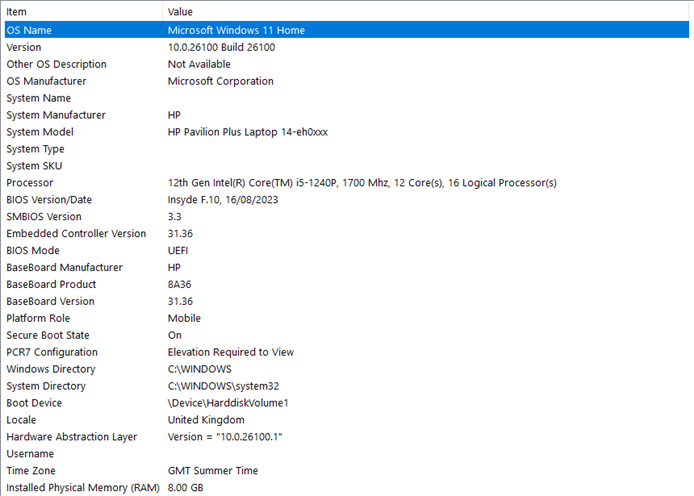 Item Value
OS Name Microsoft Windows 11 Home
Version 10.0.26100 Build 26100
Other OS Description Not Available
OS Manufacturer Microsoft Corporation
System Name
System Manufacturer HP
System Model HP Pavilion Plus Laptop 14-eh0xxx
System Type
System SKU
Processor 12th Gen Intel(R) Core(TM) i5-1240P, 1700 Mhz, 12 Core(s), 16 Logical Processor(s)
BIOS Version/Date Insyde F.10, 16/08/2023
SMBIOS Version 3.3
Embedded Controller Version 31.36
BIOS Mode UEFI
BaseBoard Manufacturer HP
BaseBoard Product 8A36
BaseBoard Version 31.36
Platform Role Mobile
Secure Boot State On
PCR7 Configuration Elevation Required to View
Windows Directory C:\WINDOWS
System Directory C:\WINDOWS\system32
Boot Device \Device\HarddiskVolume1
Locale United Kingdom
Hardware Abstraction Layer Version = "10.0.26100.1"
Username
Time Zone GMT Summer Time
Installed Physical Memory (RAM) 8.00 GB